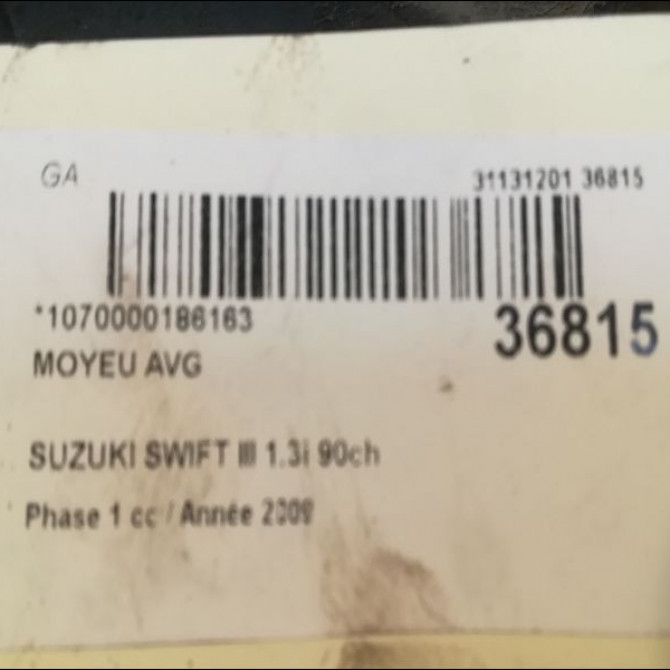 GA
31131201 36815
*1070000186163
36815
MOYEU AVG
SUZUKI SWIFT III 1.3i 90ch
Phase 1 cc / Année